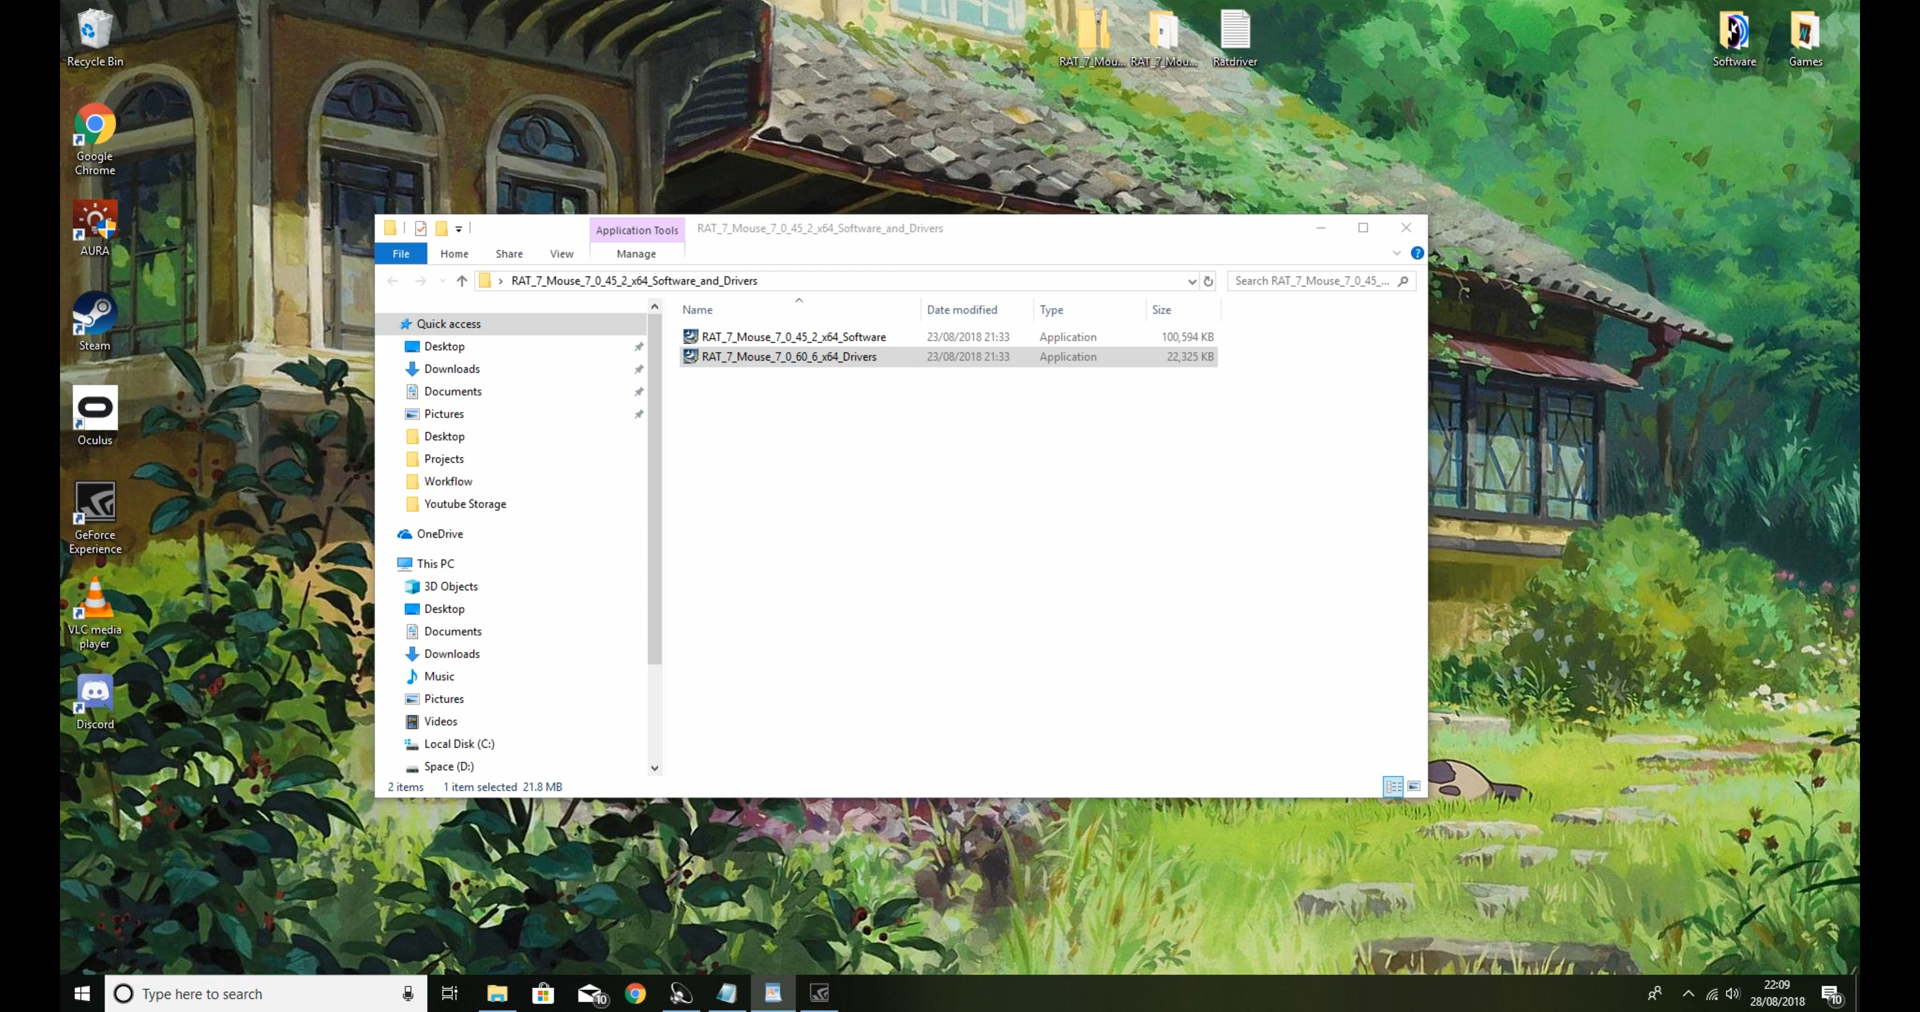 Recycle Bin
Google
Chrome
AURA
Steam
Oculus
GeForce
Experience
VLC media
player
Discord
RAT_7_Mou...
RAT_7_Mou...
Ratdriver
Software
Games
Application Tools
RAT_7_Mouse_7_0_45_2_x64_Software_and_Drivers
File Home Share View Manage
RAT_7_Mouse_7_0_45_2_x64_Software_and_Drivers
Search RAT_7_Mouse_7_0_45_...
Quick access
Desktop
Downloads
Documents
Pictures
Desktop
Projects
Workflow
Youtube Storage
OneDrive
This PC
3D Objects
Desktop
Documents
Downloads
Music
Pictures
Videos
Local Disk (C:)
Space (D:)
Name Date modified Type Size
RAT_7_Mouse_7_0_45_2_x64_Software 23/08/2018 21:33 Application 100,594 KB
RAT_7_Mouse_7_0_60_6_x64_Drivers 23/08/2018 21:33 Application 22,325 KB
2 items 1 item selected 21.8 MB
Type here to search
10
22:09
28/08/2018
10